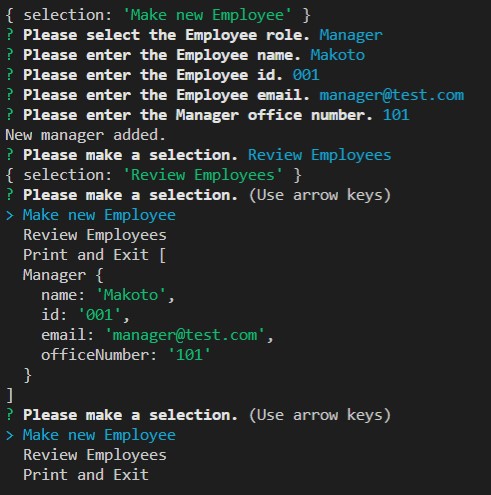 { selection: 'Make new Employee' }
? Please select the Employee role. Manager
? Please enter the Employee name. Makoto
? Please enter the Employee id. 001
? Please enter the Employee email. manager@test.com
? Please enter the Manager office number. 101
New manager added.
? Please make a selection. Review Employees
{ selection: 'Review Employees' }
? Please make a selection. (Use arrow keys)
> Make new Employee
  Review Employees
  Print and Exit [
  Manager {
    name: 'Makoto',
    id: '001',
    email: 'manager@test.com',
    officeNumber: '101'
  }
]
? Please make a selection. (Use arrow keys)
> Make new Employee
  Review Employees
  Print and Exit